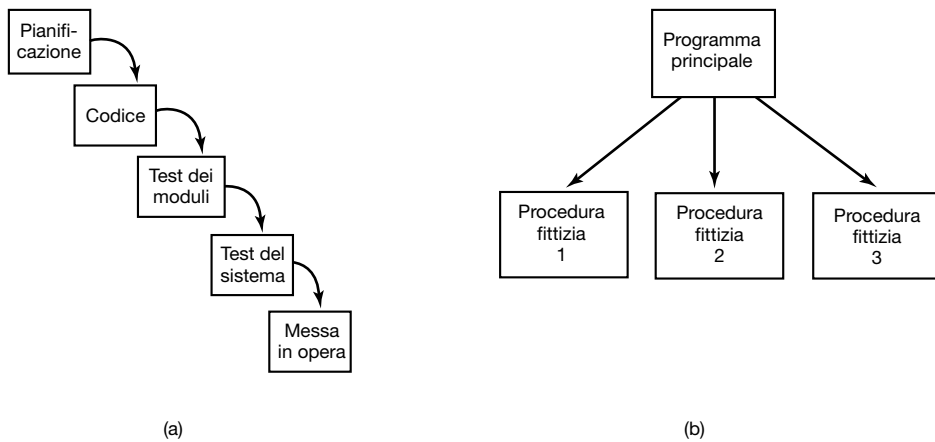 Pianifi-
cazione
Codice
Test dei
moduli
Test del
sistema
Messa
in opera
(a)
Programma
principale
Procedura
fittizia
1
Procedura
fittizia
2
Procedura
fittizia
3
(b)